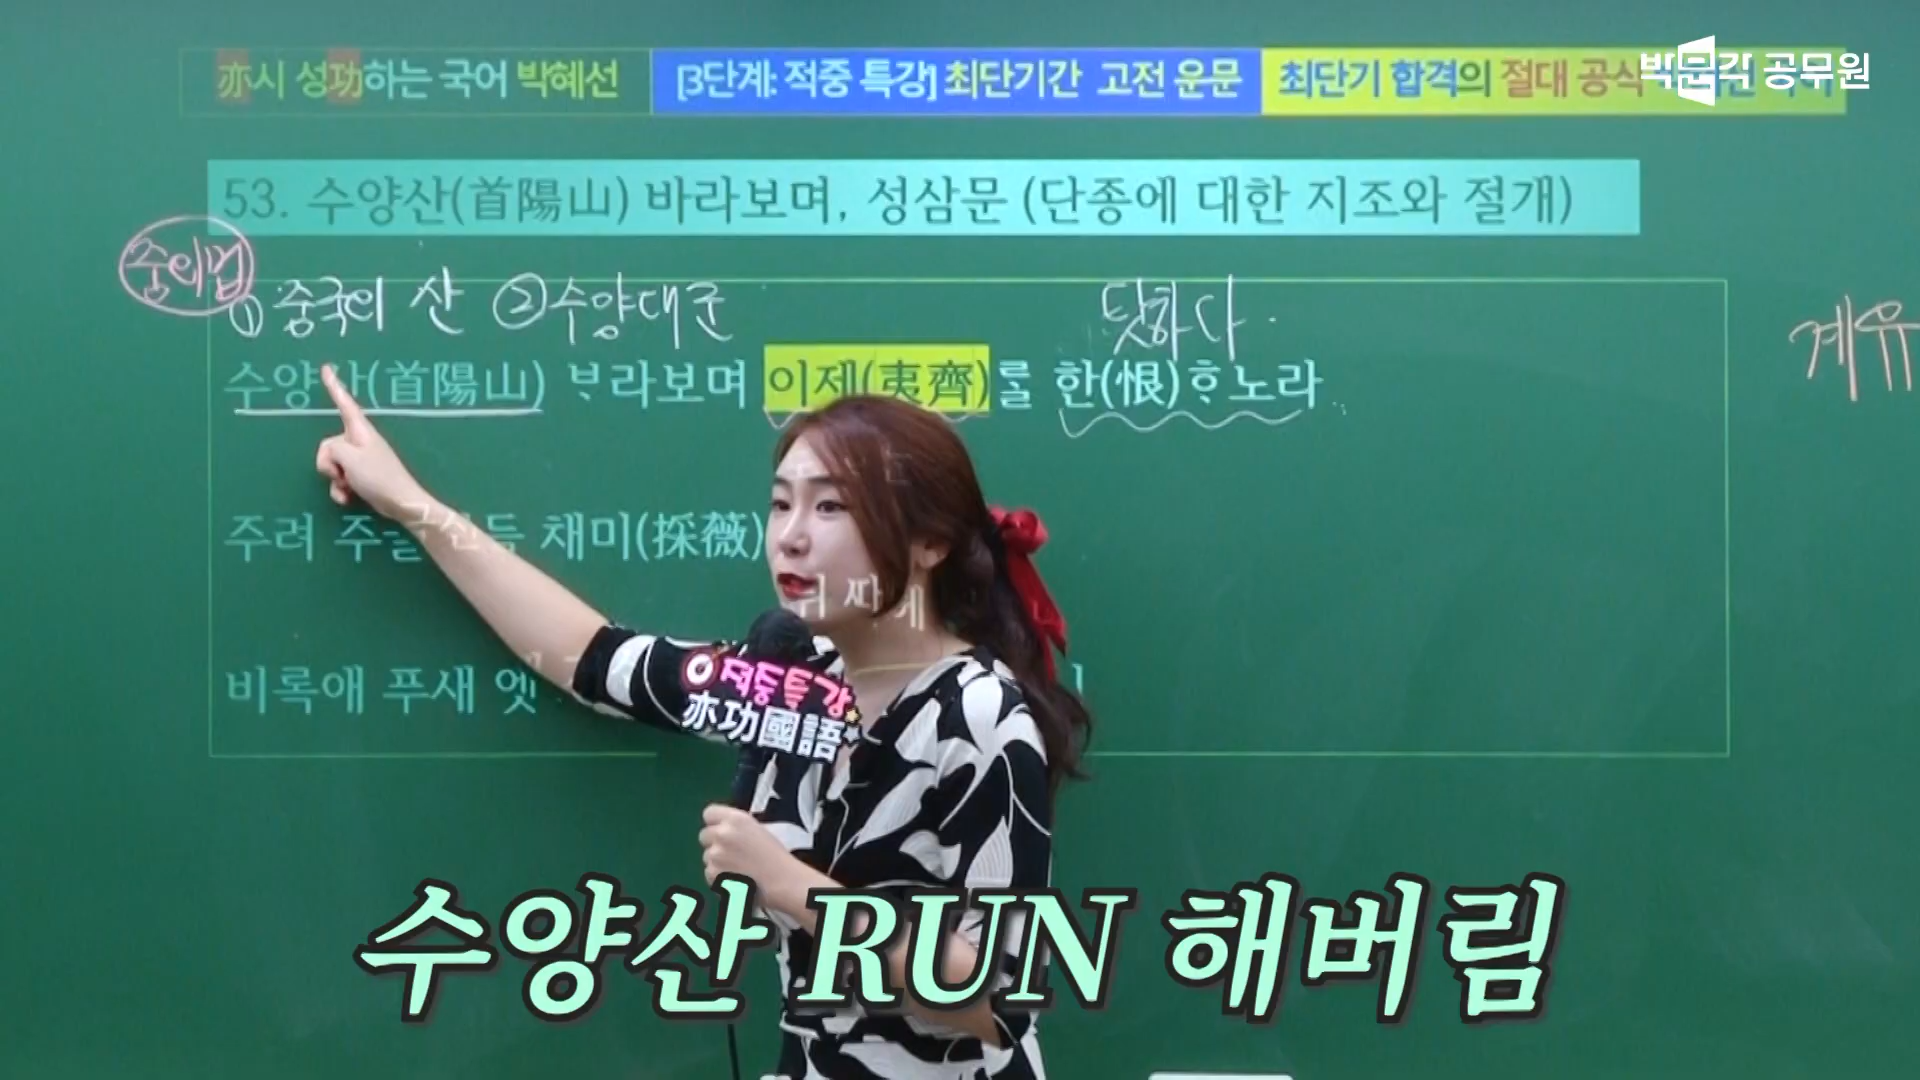 亦시 성功하는 국어 박혜선
[3단계: 적중 특강] 최단기간 고전 운문
최단기 합격의 절대 공식
박문각 공무원
53. 수양산(首陽山) 바라보며, 성삼문 (단종에 대한 지조와 절개)
중의법
① 중국의 산 ② 수양대군
탓하다.
계유
수양산(首陽山) ᄇᆞ라보며 이제(夷齊)를 한(恨)ᄒᆞ노라
주려 주글 채미(採薇)
비록애 푸새 엣
적중특강
亦功國語
수양산 RUN 해버림